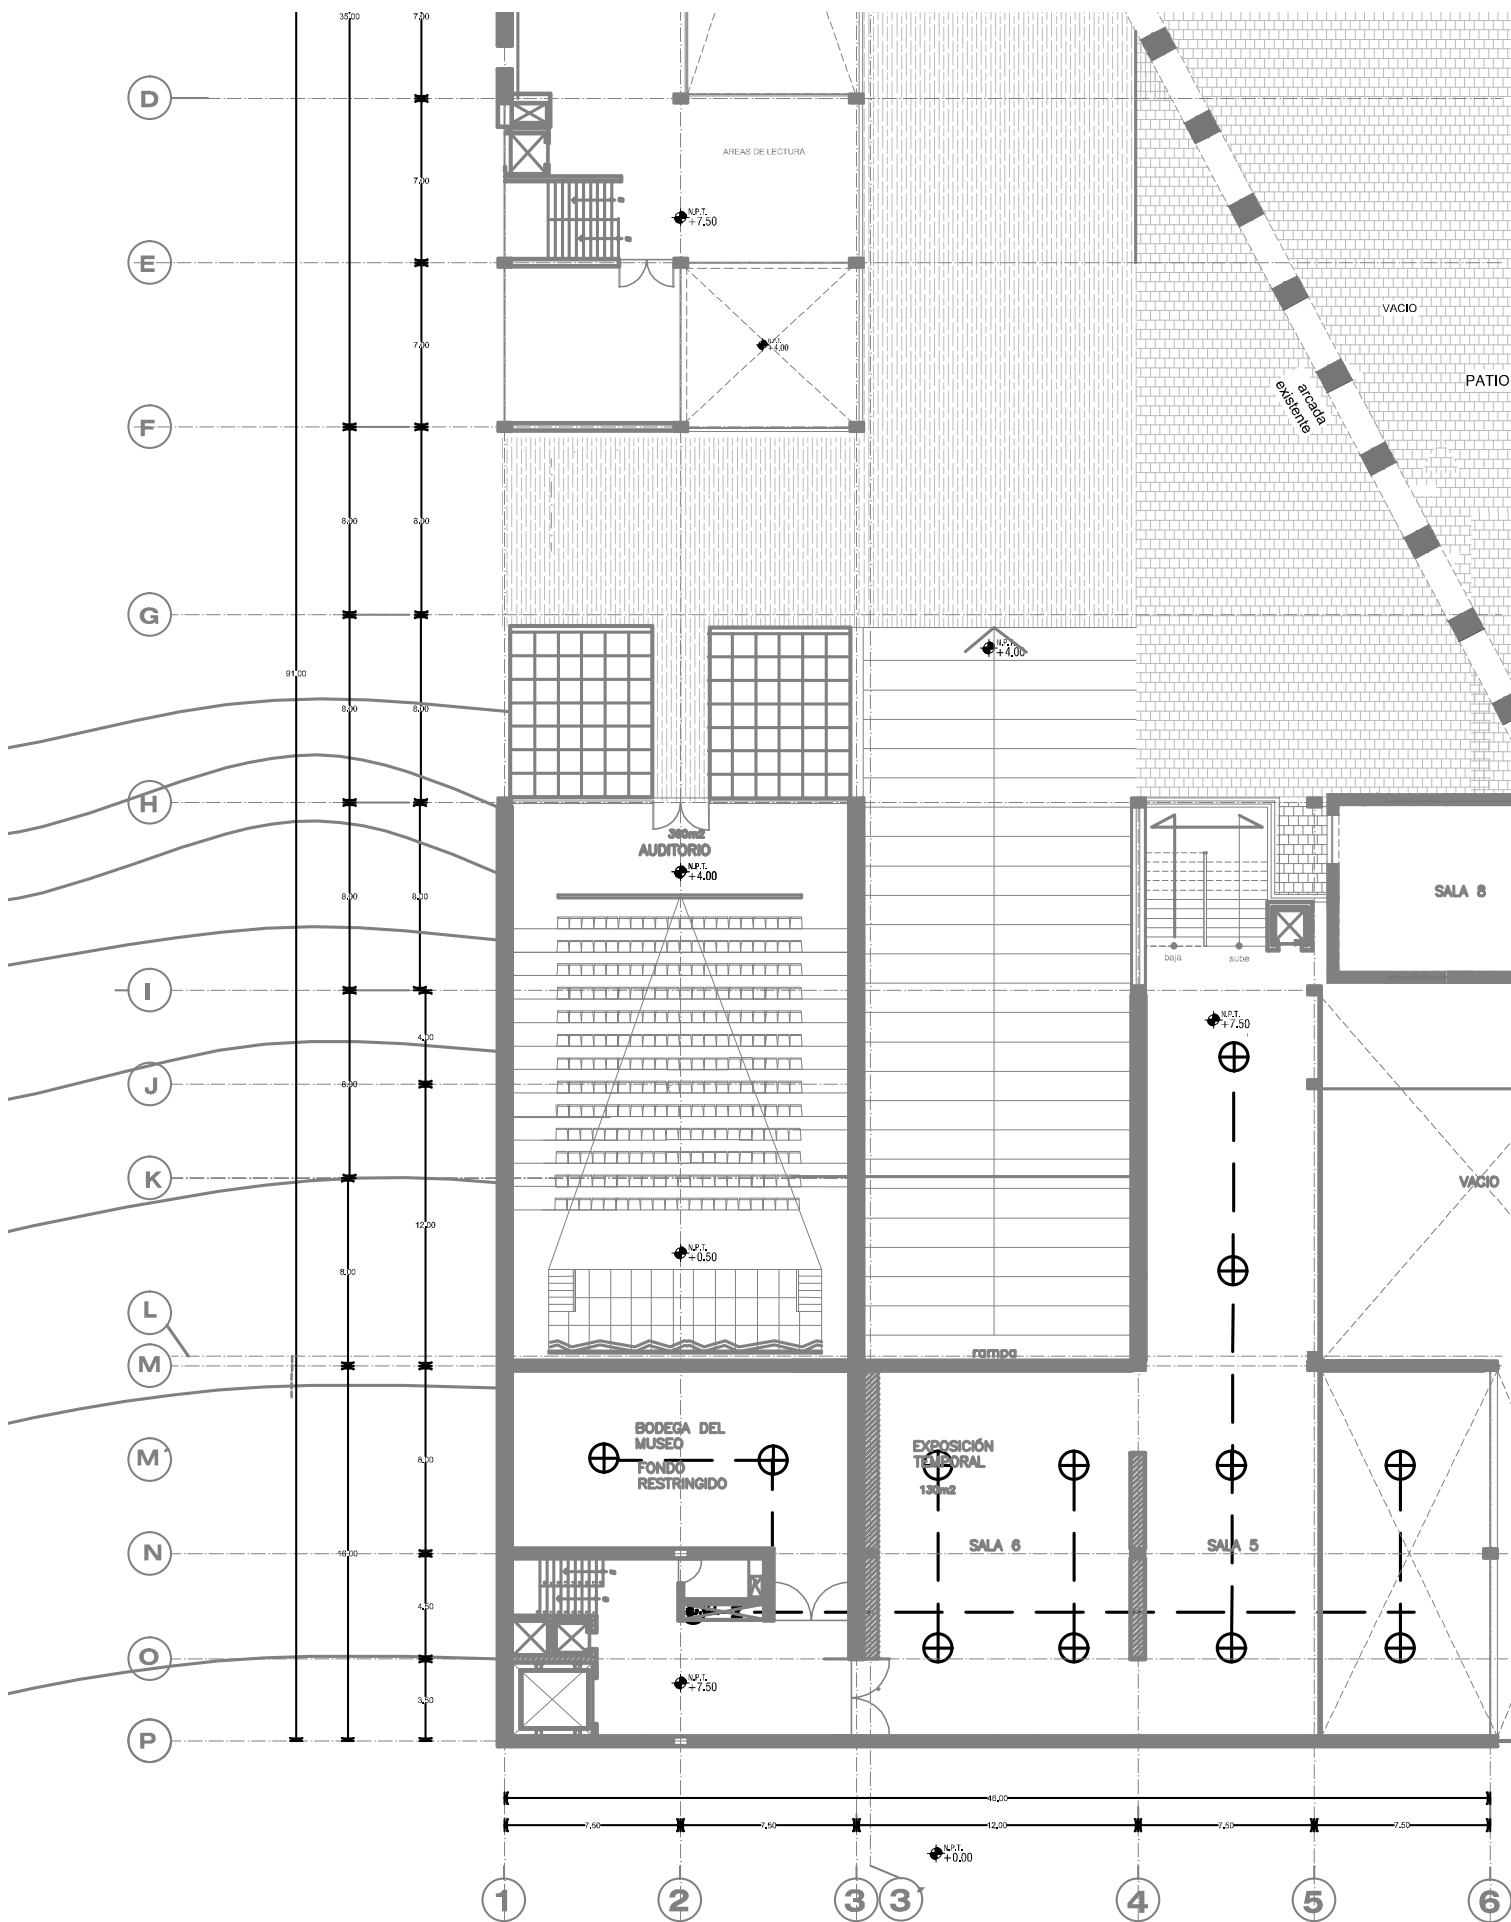 35.00
7.00
D
AREAS DE LECTURA
7.00
N.P.T.
+7.50
E
VACIO
7.00
N.P.T.
+4.00
PATIO
arcada
existente
F
8.00
8.00
G
N.P.T.
+4.00
91.00
8.00
8.00
H
360m2
AUDITORIO
N.P.T.
+4.00
8.00
8.00
SALA 8
baja
sube
I
N.P.T.
+7.50
4.00
J
8.00
K
VACIO
12.00
N.P.T.
+0.50
8.00
L
rampa
M
BODEGA DEL
MUSEO
FONDO
RESTRINGIDO
EXPOSICIÓN
TEMPORAL
130m2
M'
8.00
N
16.00
SALA 6
SALA 5
4.50
O
N.P.T.
+7.50
3.50
P
46.00
7.50
7.50
12.00
7.50
7.50
N.P.T.
+0.00
1
2
3
3'
4
5
6